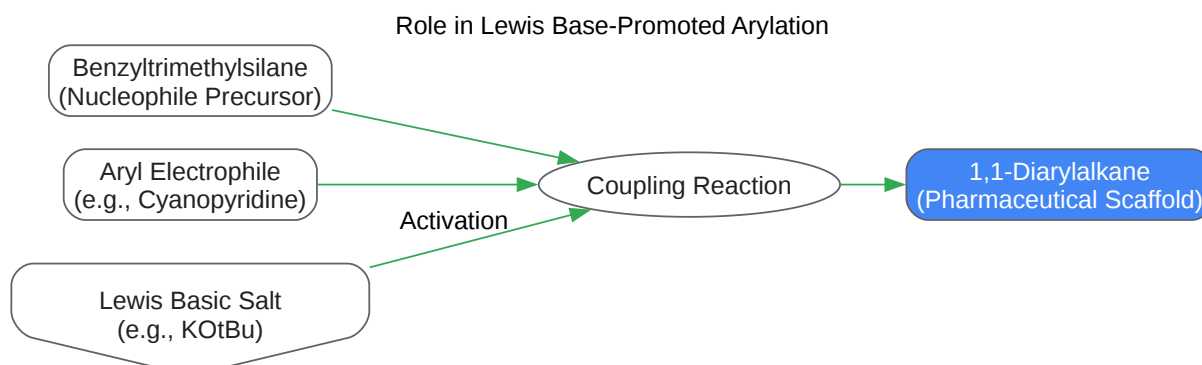 Role in Lewis Base-Promoted Arylation
Benzyltrimethylsilane
(Nucleophile Precursor)
Aryl Electrophile
(e.g., Cyanopyridine)
Coupling Reaction
1,1-Diarylalkane
(Pharmaceutical Scaffold)
Activation
Lewis Basic Salt
(e.g., KOtBu)